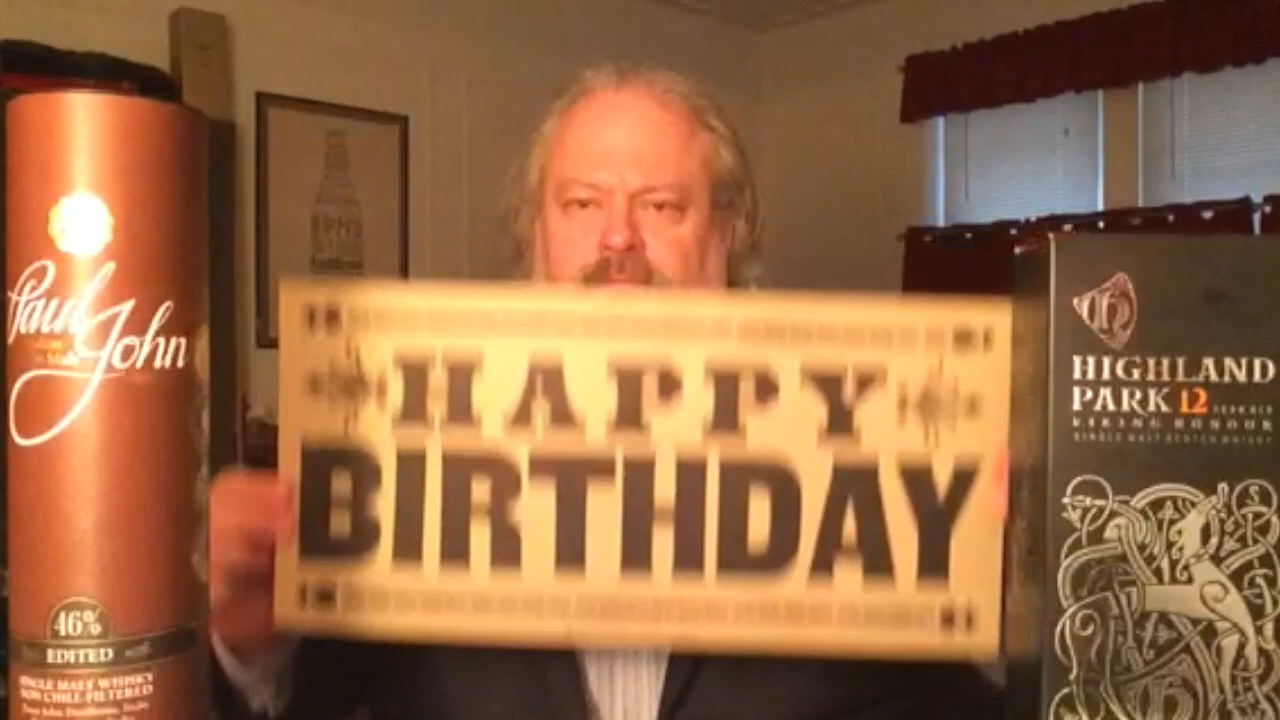 Paul John
46%
EDITED
SINGLE MALT WHISKY
NON CHILL-FILTERED
HAPPY
BIRTHDAY
HIGHLAND
PARK 12
VIKING HONOUR
SINGLE MALT SCOTCH WHISKY